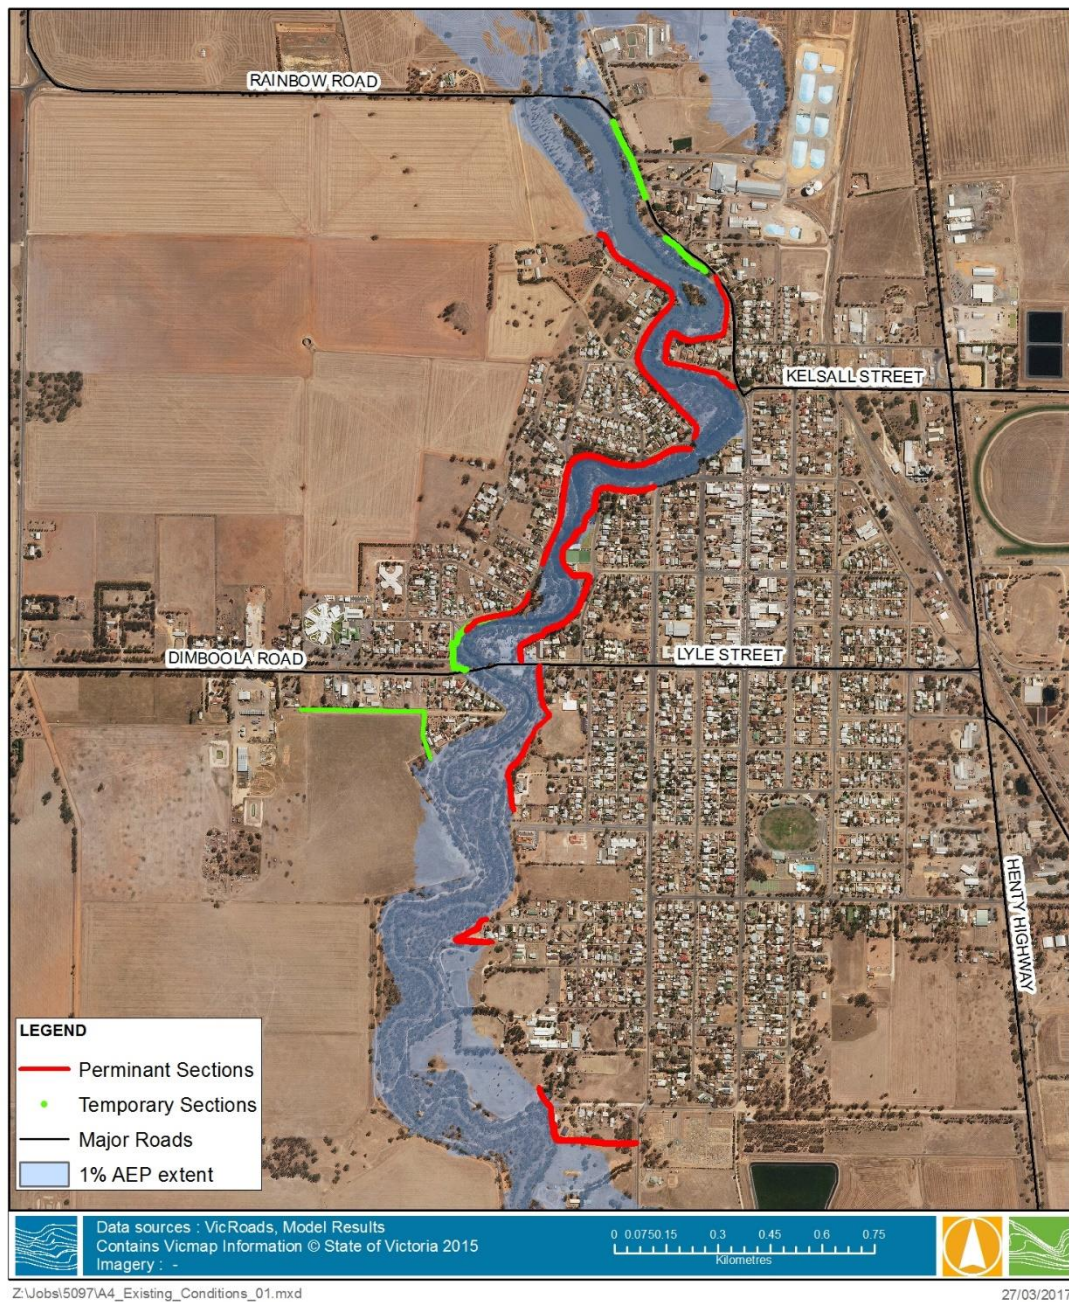 RAINBOW ROAD
KELSALL STREET
DIMBOOLA ROAD
LYLE STREET
HENTY HIGHWAY
LEGEND
Perminant Sections
Temporary Sections
Major Roads
1% AEP extent
Data sources : VicRoads, Model Results
Contains Vicmap Information © State of Victoria 2015
Imagery : -
0 0.0750.15 0.3 0.45 0.6 0.75
Kilometres
Z:\Jobs\5097\A4_Existing_Conditions_01.mxd
27/03/2017